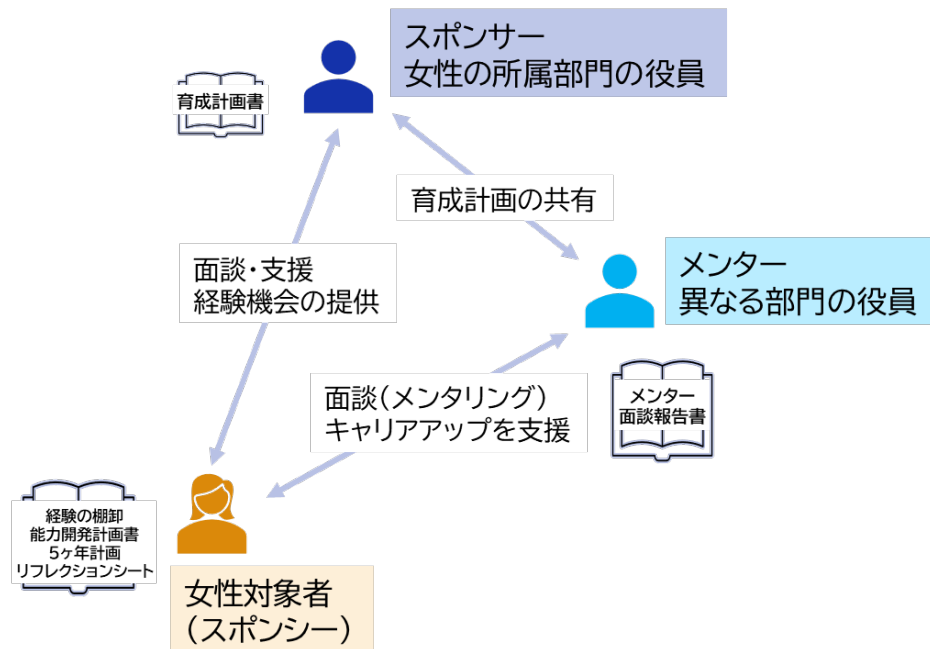 スポンサー
女性の所属部門の役員
育成計画書
育成計画の共有
面談・支援
経験機会の提供
メンター
異なる部門の役員
面談(メンタリング)
キャリアアップを支援
メンター
面談報告書
経験の棚卸
能力開発計画書
5ヶ年計画
リフレクションシート
女性対象者
(スポンシー)